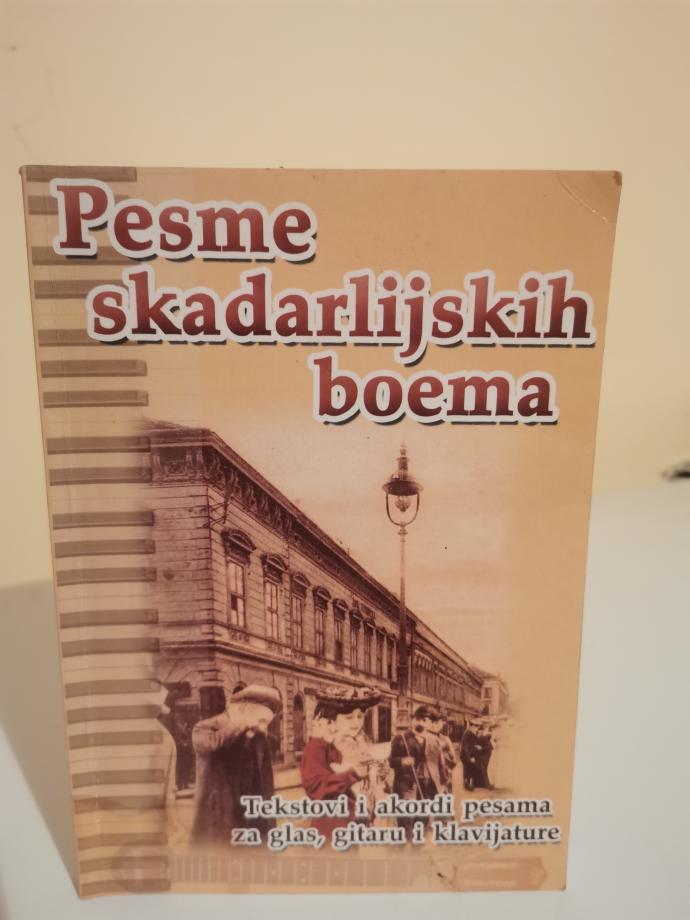 Pesme
skadarlijskih
boema
Tekstovi i akordi pesama
za glas, gitaru i klavijature